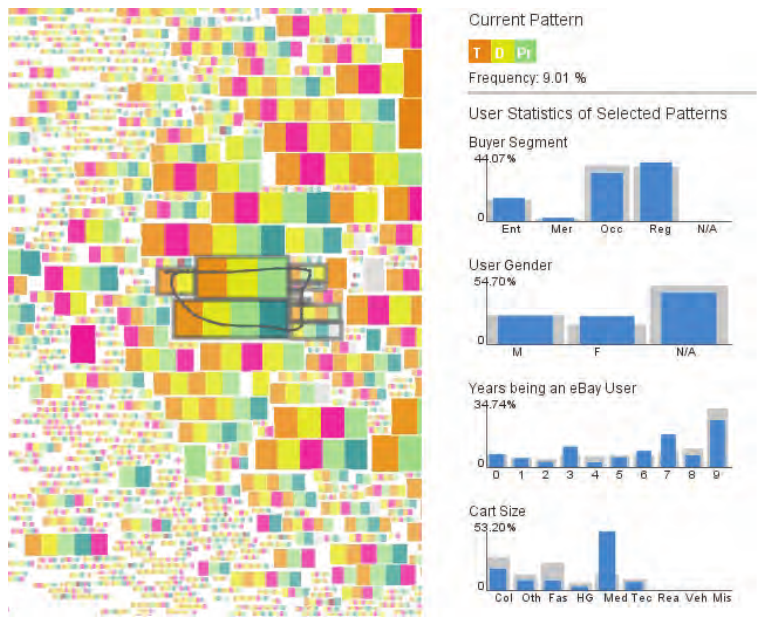 Current Pattern
T D Pr
Frequency: 9.01 %
User Statistics of Selected Patterns
Buyer Segment
44.07%
0
Ent Mer Occ Reg N/A
User Gender
54.70%
0
M F N/A
Years being an eBay User
34.74%
0
0 1 2 3 4 5 6 7 8 9
Cart Size
53.20%
0
Col Oth Fas HG Med Tec Rea Veh Mis